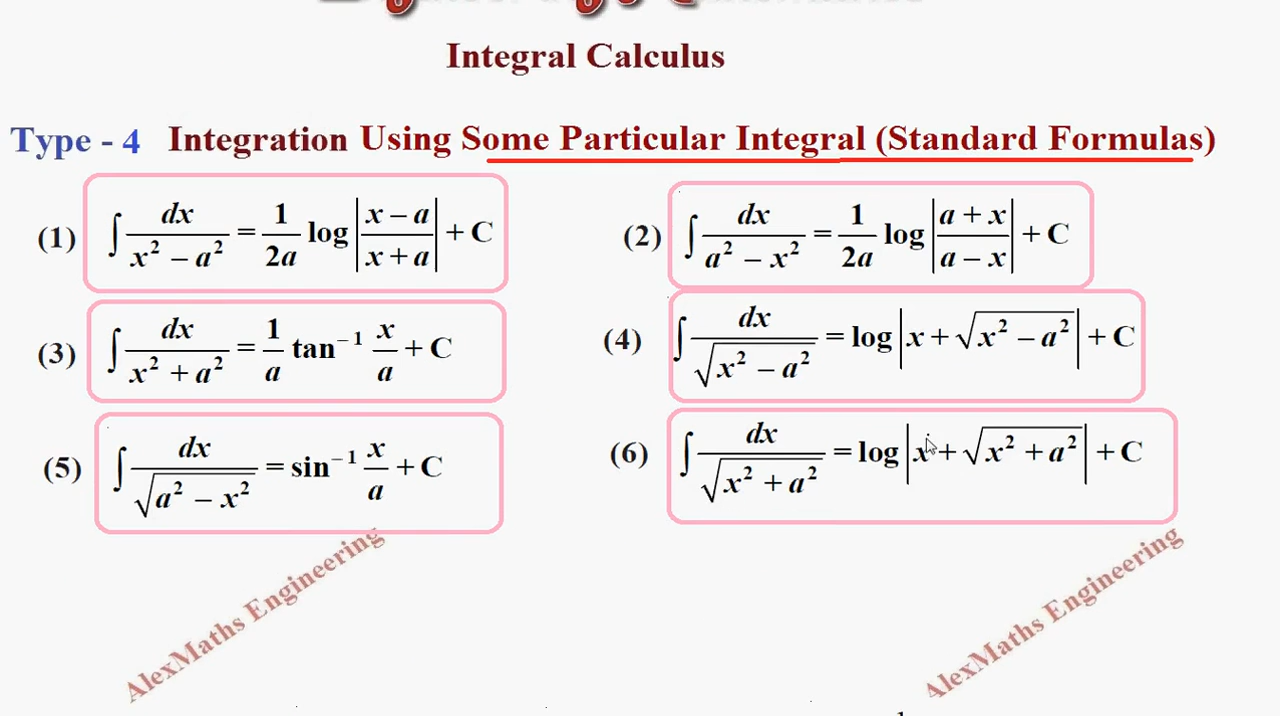 Integral Calculus
Type - 4 Integration Using Some Particular Integral (Standard Formulas)
(1) ∫ dx / (x² − a²) = 1/2a log |(x − a)/(x + a)| + C
(2) ∫ dx / (a² − x²) = 1/2a log |(a + x)/(a − x)| + C
(3) ∫ dx / (x² + a²) = 1/a tan⁻¹ x/a + C
(4) ∫ dx / √(x² − a²) = log |x + √(x² − a²)| + C
(5) ∫ dx / √(a² − x²) = sin⁻¹ x/a + C
(6) ∫ dx / √(x² + a²) = log |x + √(x² + a²)| + C
AlexMaths Engineering
AlexMaths Engineering